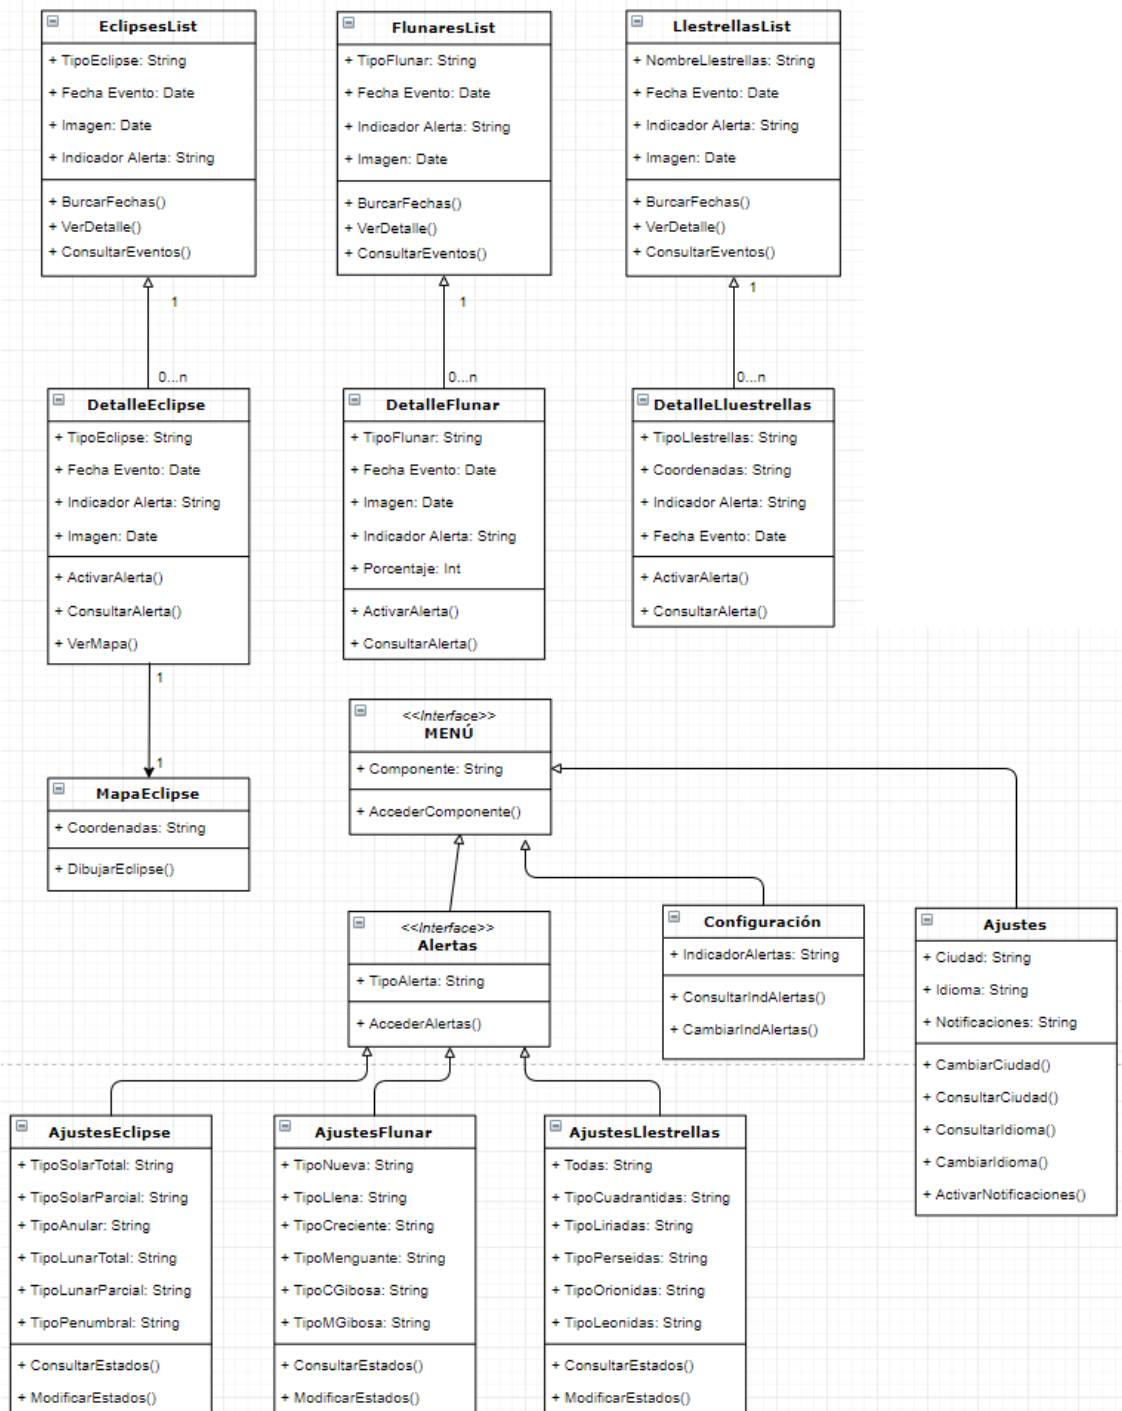 EclipsesList
+ TipoEclipse: String
+ Fecha Evento: Date
+ Imagen: Date
+ Indicador Alerta: String
+ BurcarFechas()
+ VerDetalle()
+ ConsultarEventos()
FlunaresList
+ TipoFlunar: String
+ Fecha Evento: Date
+ Indicador Alerta: String
+ Imagen: Date
+ BurcarFechas()
+ VerDetalle()
+ ConsultarEventos()
LlestrellasList
+ NombreLlestrellas: String
+ Fecha Evento: Date
+ Indicador Alerta: String
+ Imagen: Date
+ BurcarFechas()
+ VerDetalle()
+ ConsultarEventos()
1
1
1
0...n
0...n
0...n
DetalleEclipse
+ TipoEclipse: String
+ Fecha Evento: Date
+ Indicador Alerta: String
+ Imagen: Date
+ ActivarAlerta()
+ ConsultarAlerta()
+ VerMapa()
DetalleFlunar
+ TipoFlunar: String
+ Fecha Evento: Date
+ Imagen: Date
+ Indicador Alerta: String
+ Porcentaje: Int
+ ActivarAlerta()
+ ConsultarAlerta()
DetalleLluestrellas
+ TipoLlestrellas: String
+ Coordenadas: String
+ Indicador Alerta: String
+ Fecha Evento: Date
+ ActivarAlerta()
+ ConsultarAlerta()
1
1
MapaEclipse
+ Coordenadas: String
+ DibujarEclipse()
<<Interface>>
MENÚ
+ Componente: String
+ AccederComponente()
<<Interface>>
Alertas
+ TipoAlerta: String
+ AccederAlertas()
Configuración
+ IndicadorAlertas: String
+ ConsultarIndAlertas()
+ CambiarIndAlertas()
Ajustes
+ Ciudad: String
+ Idioma: String
+ Notificaciones: String
+ CambiarCiudad()
+ ConsultarCiudad()
+ ConsultarIdioma()
+ CambiarIdioma()
+ ActivarNotificaciones()
AjustesEclipse
+ TipoSolarTotal: String
+ TipoSolarParcial: String
+ TipoAnular: String
+ TipoLunarTotal: String
+ TipoLunarParcial: String
+ TipoPenumbral: String
+ ConsultarEstados()
+ ModificarEstados()
AjustesFlunar
+ TipoNueva: String
+ TipoLlena: String
+ TipoCreciente: String
+ TipoMenguante: String
+ TipoCGibosa: String
+ TipoMGibosa: String
+ ConsultarEstados()
+ ModificarEstados()
AjustesLlestrellas
+ Todas: String
+ TipoCuadrantidas: String
+ TipoLiriadas: String
+ TipoPerseidas: String
+ TipoOrionidas: String
+ TipoLeonidas: String
+ ConsultarEstados()
+ ModificarEstados()